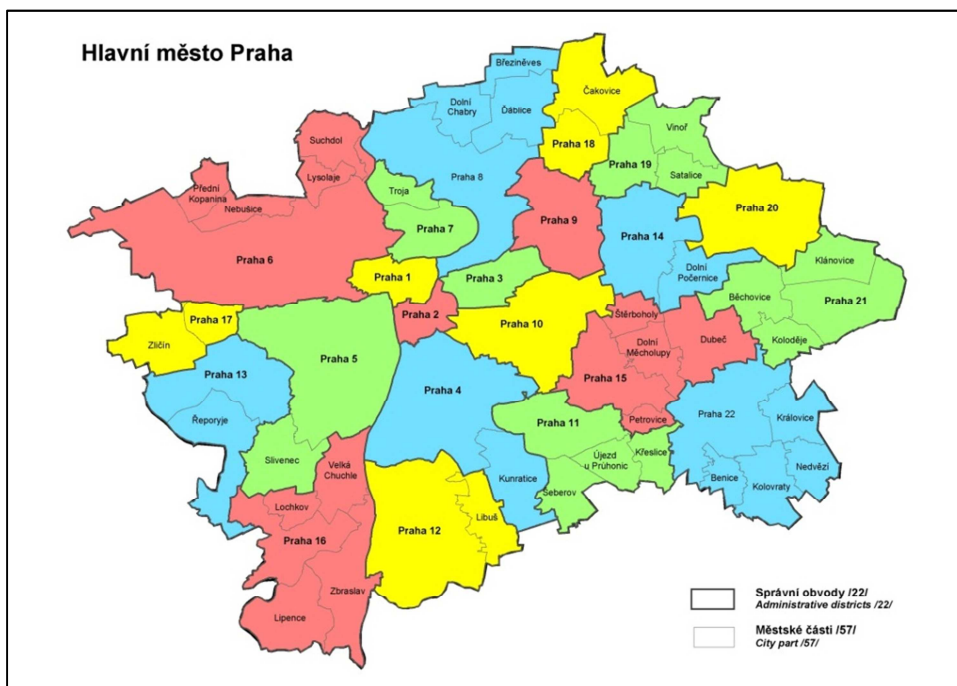 Hlavní město Praha
Březiněves
Čakovice
Dolní
Chabry
Ďáblice
Vinoř
Suchdol
Praha 18
Praha 19
Lysolaje
Praha 8
Satalice
Troja
Přední
Kopanina
Nebušice
Praha 20
Praha 7
Praha 9
Praha 14
Praha 6
Dolní
Počernice
Klánovice
Praha 1
Praha 3
Běchovice
Praha 21
Praha 2
Štěrboholy
Praha 17
Praha 10
Dolní
Měcholupy
Dubeč
Koloděje
Zličín
Praha 5
Praha 13
Praha 15
Praha 4
Řeporyje
Petrovice
Praha 22
Královice
Praha 11
Slivenec
Velká
Chuchle
Újezd
u Průhonic
Křeslice
Kunratice
Nedvězí
Benice
Kolovraty
Šeberov
Lochkov
Libuš
Praha 12
Praha 16
Zbraslav
Lipence
Správní obvody /22/
Administrative districts /22/
Městské části /57/
City part /57/